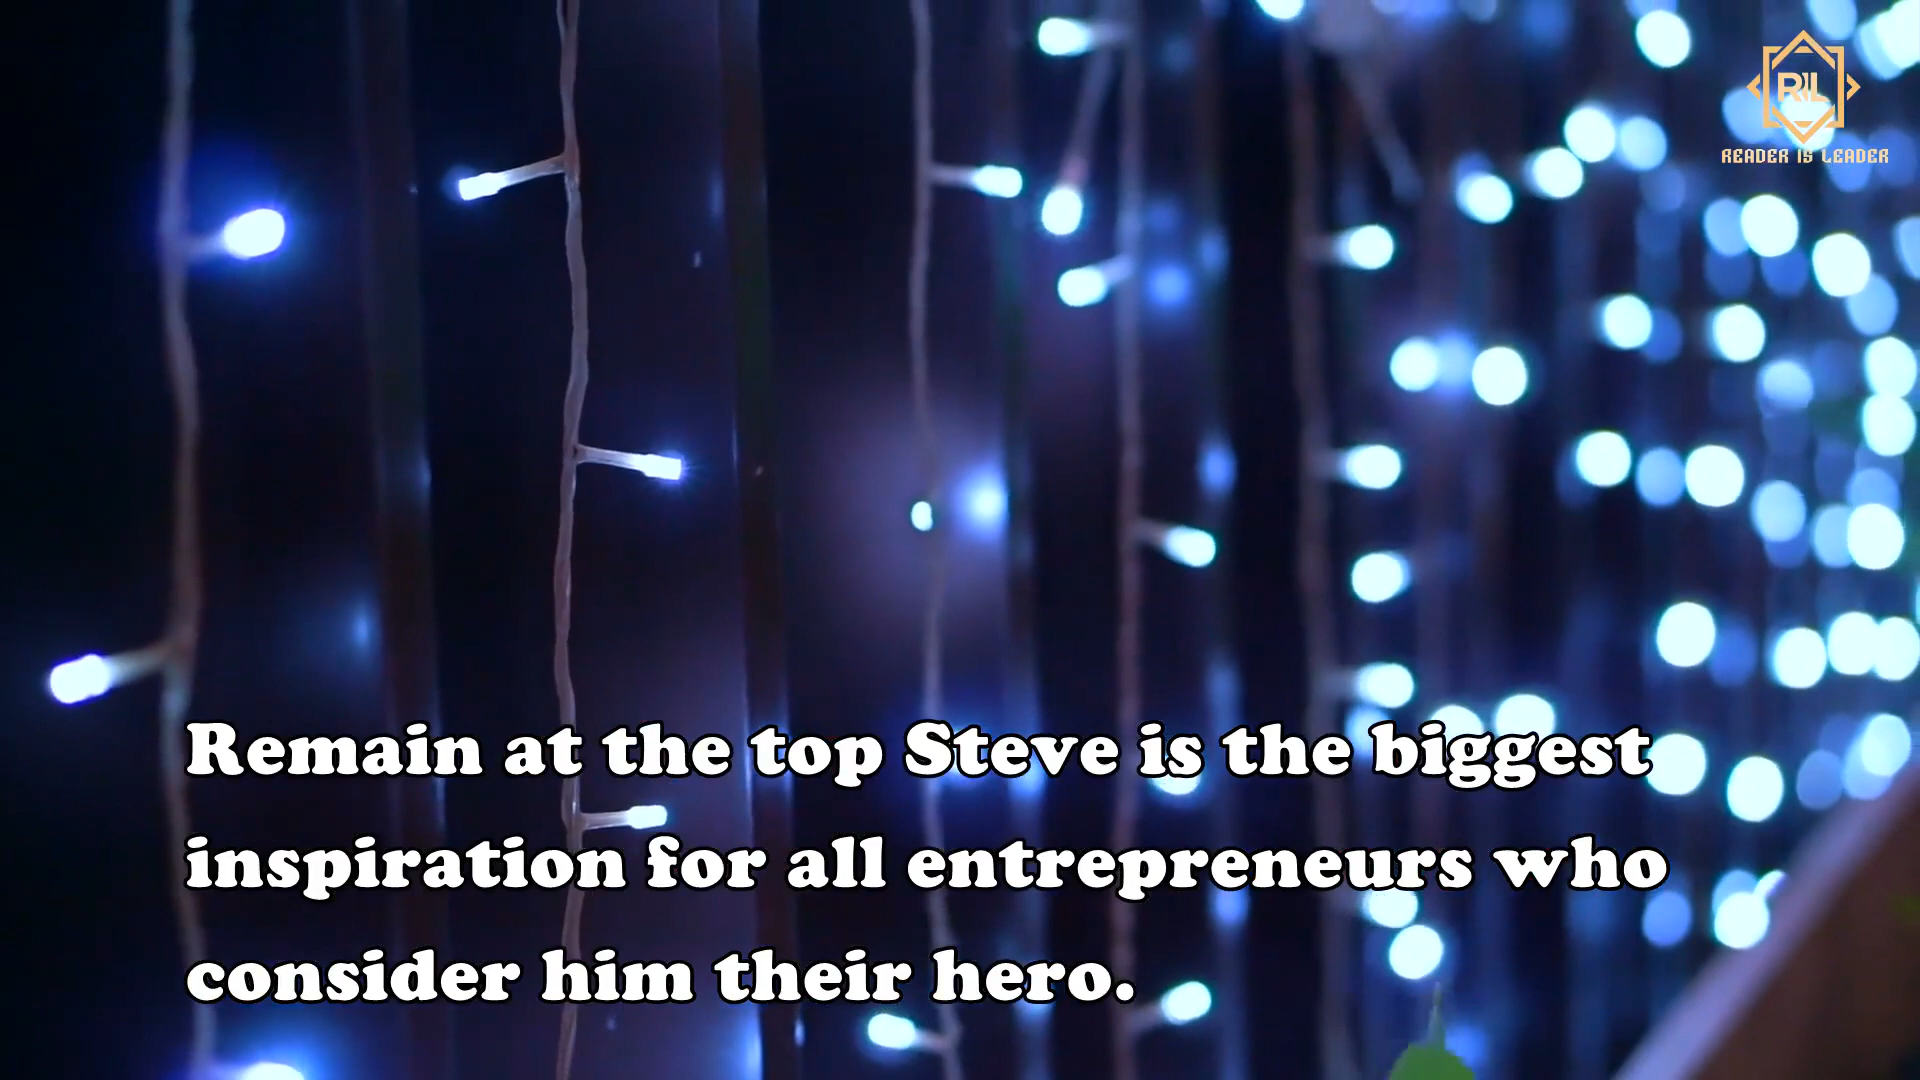 RL
READER IS LEADER
Remain at the top Steve is the biggest
inspiration for all entrepreneurs who
consider him their hero.